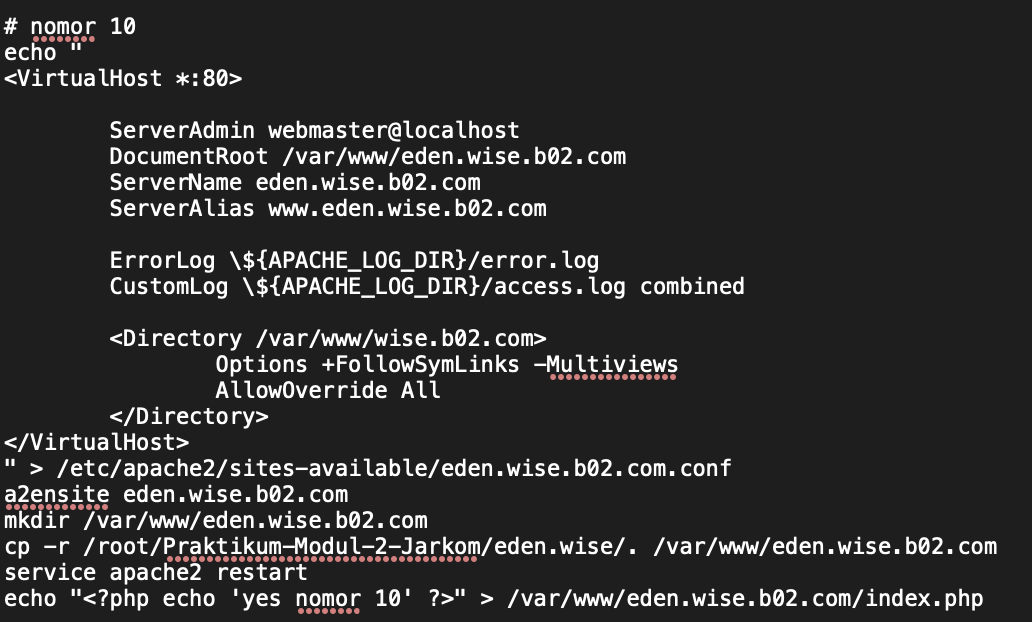 # nomor 10
echo "
<VirtualHost *:80>
ServerAdmin webmaster@localhost
DocumentRoot /var/www/eden.wise.b02.com
ServerName eden.wise.b02.com
ServerAlias www.eden.wise.b02.com
ErrorLog \${APACHE_LOG_DIR}/error.log
CustomLog \${APACHE_LOG_DIR}/access.log combined
<Directory /var/www/wise.b02.com>
Options +FollowSymLinks -Multiviews
AllowOverride All
</Directory>
</VirtualHost>
" > /etc/apache2/sites-available/eden.wise.b02.com.conf
a2ensite eden.wise.b02.com
mkdir /var/www/eden.wise.b02.com
cp -r /root/Praktikum-Modul-2-Jarkom/eden.wise/. /var/www/eden.wise.b02.com
service apache2 restart
echo "<?php echo 'yes nomor 10' ?>" > /var/www/eden.wise.b02.com/index.php